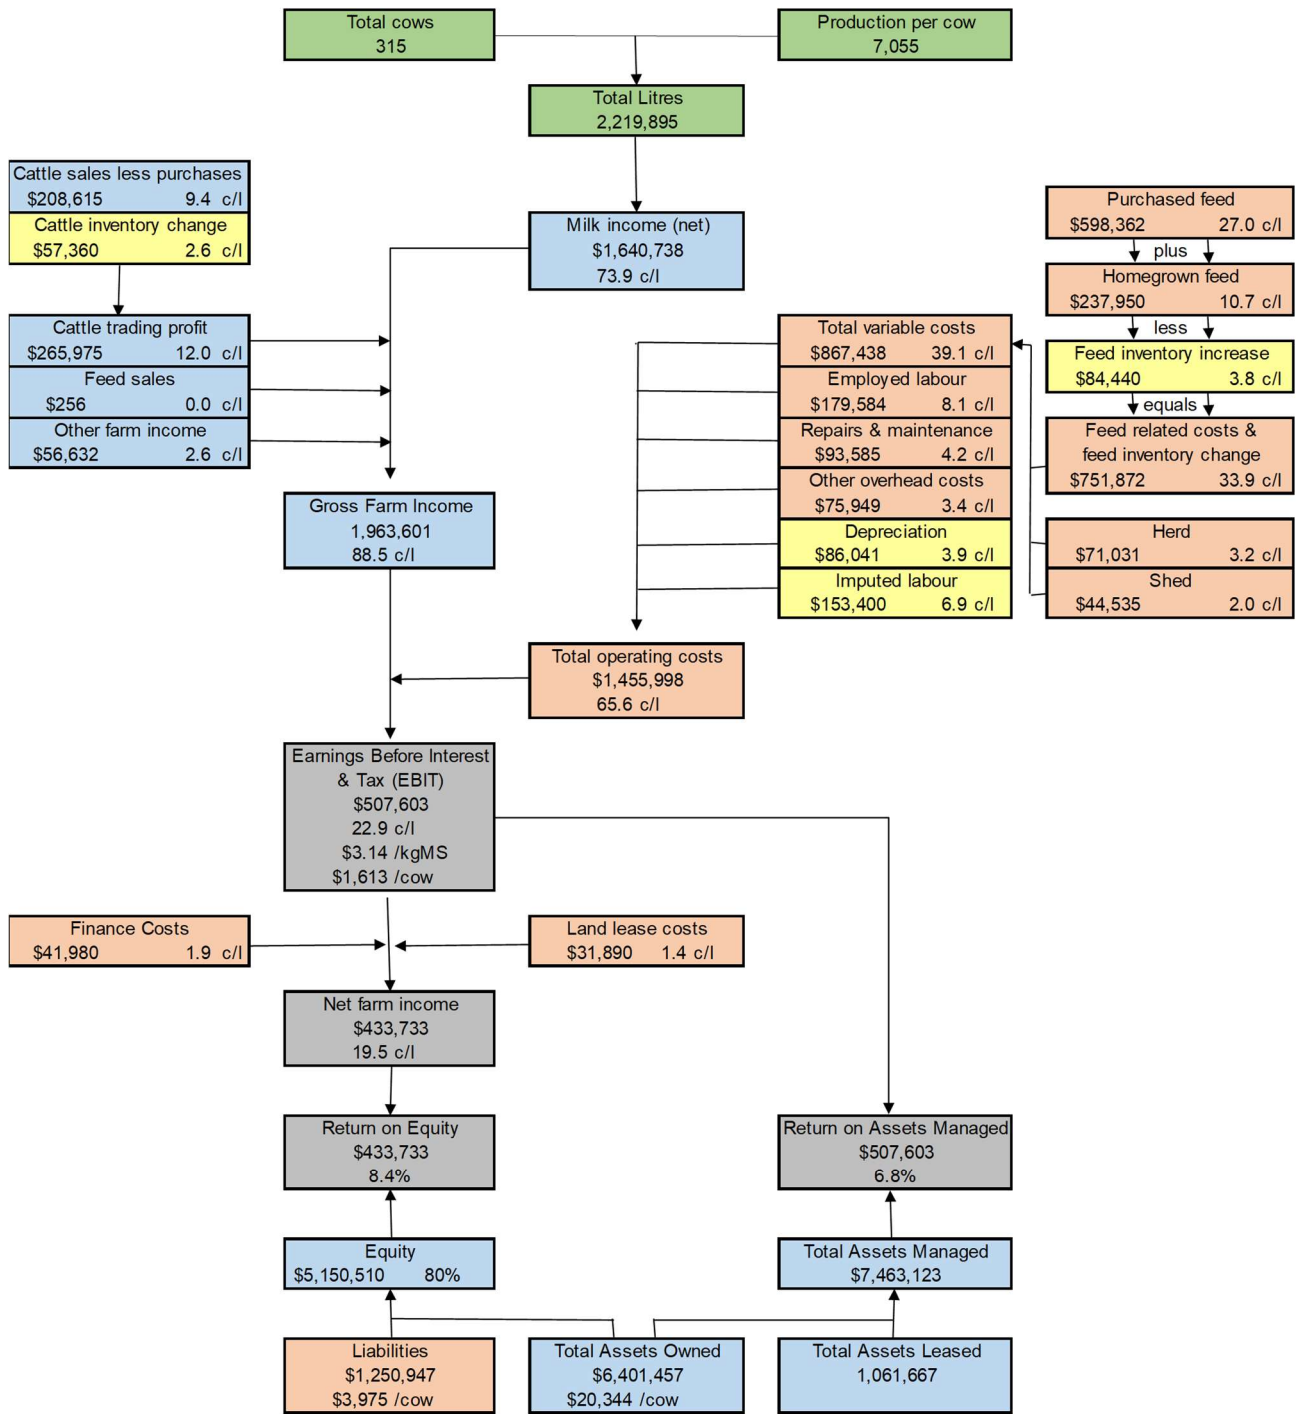 Total cows
315
Production per cow
7,055
Total Litres
2,219,895
Cattle sales less purchases
$208,615 9.4 c/l
Cattle inventory change
$57,360 2.6 c/l
Milk income (net)
$1,640,738
73.9 c/l
Purchased feed
$598,362 27.0 c/l
plus
Homegrown feed
$237,950 10.7 c/l
less
Feed inventory increase
$84,440 3.8 c/l
equals
Feed related costs &
feed inventory change
$751,872 33.9 c/l
Herd
$71,031 3.2 c/l
Shed
$44,535 2.0 c/l
Cattle trading profit
$265,975 12.0 c/l
Feed sales
$256 0.0 c/l
Other farm income
$56,632 2.6 c/l
Total variable costs
$867,438 39.1 c/l
Employed labour
$179,584 8.1 c/l
Repairs & maintenance
$93,585 4.2 c/l
Other overhead costs
$75,949 3.4 c/l
Depreciation
$86,041 3.9 c/l
Imputed labour
$153,400 6.9 c/l
Gross Farm Income
1,963,601
88.5 c/l
Total operating costs
$1,455,998
65.6 c/l
Earnings Before Interest
& Tax (EBIT)
$507,603
22.9 c/l
$3.14 /kgMS
$1,613 /cow
Finance Costs
$41,980 1.9 c/l
Land lease costs
$31,890 1.4 c/l
Net farm income
$433,733
19.5 c/l
Return on Equity
$433,733
8.4%
Return on Assets Managed
$507,603
6.8%
Equity
$5,150,510 80%
Total Assets Managed
$7,463,123
Liabilities
$1,250,947
$3,975 /cow
Total Assets Owned
$6,401,457
$20,344 /cow
Total Assets Leased
1,061,667